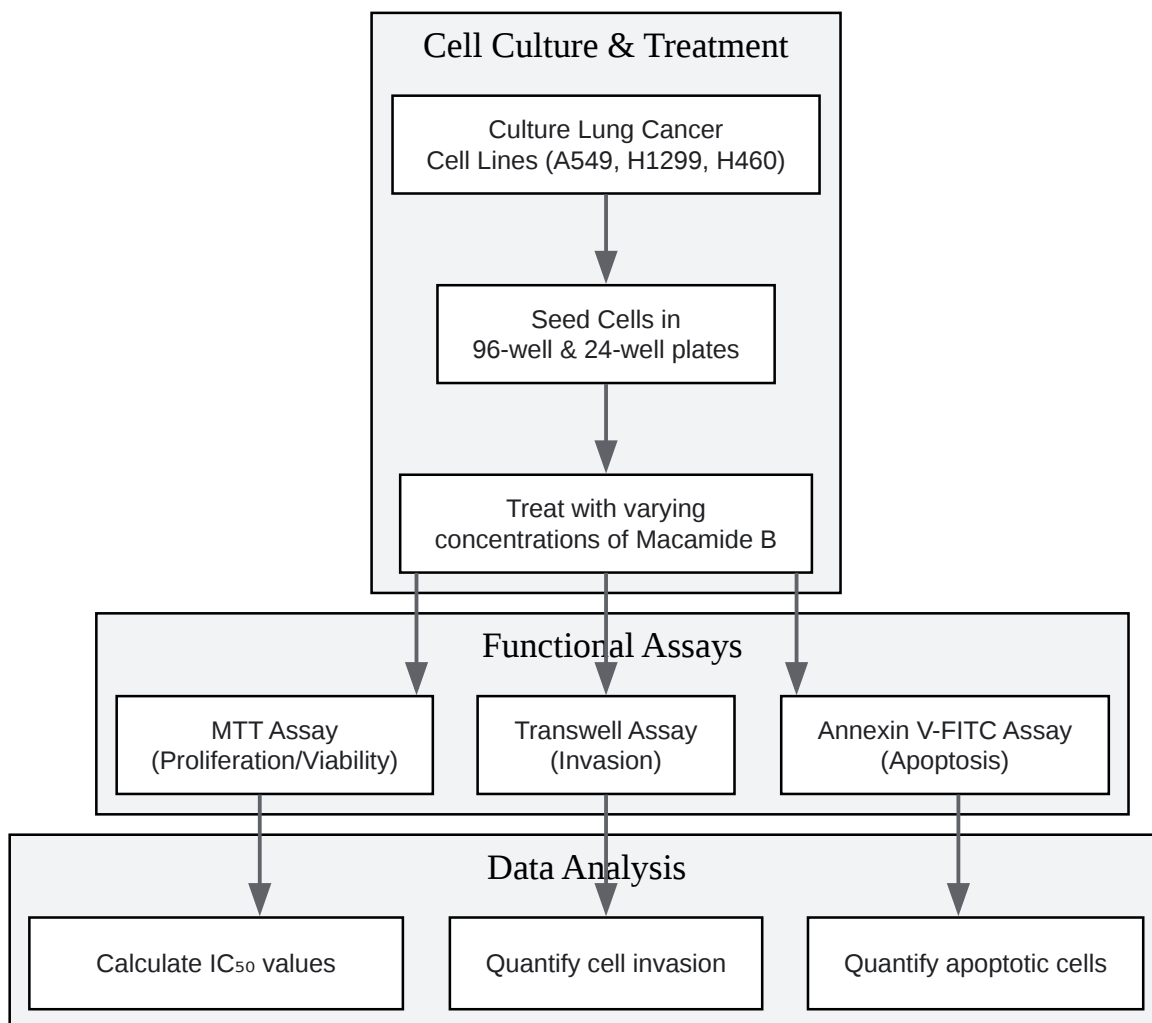 Cell Culture & Treatment
Culture Lung Cancer
Cell Lines (A549, H1299, H460)
Seed Cells in
96-well & 24-well plates
Treat with varying
concentrations of Macamide B
Functional Assays
MTT Assay
(Proliferation/Viability)
Transwell Assay
(Invasion)
Annexin V-FITC Assay
(Apoptosis)
Data Analysis
Calculate IC₅₀ values
Quantify cell invasion
Quantify apoptotic cells